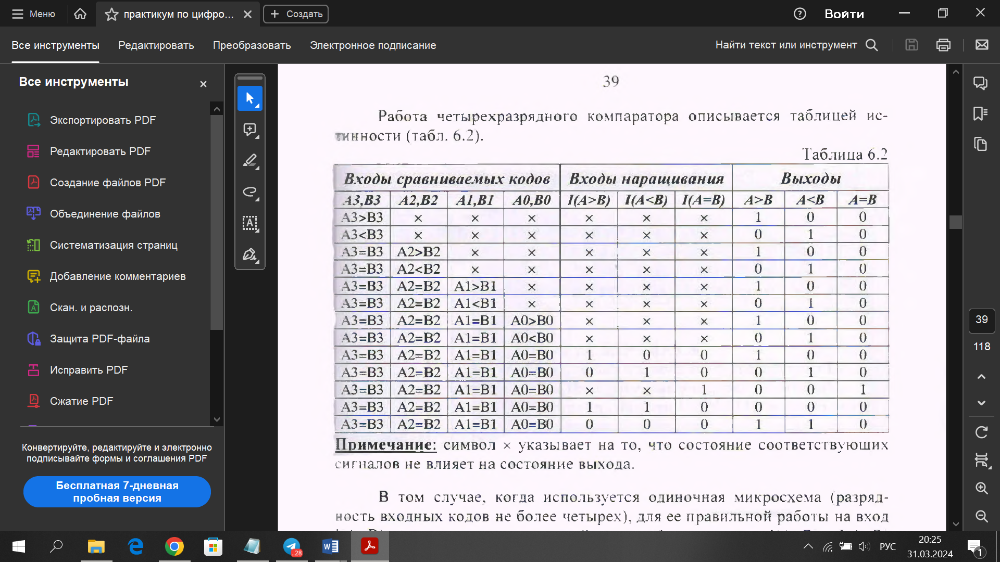 Меню
практикум по цифро...
Создать
Войти
Все инструменты
Редактировать
Преобразовать
Электронное подписание
Найти текст или инструмент
Все инструменты
Экспортировать PDF
Редактировать PDF
Создание файлов PDF
Объединение файлов
Систематизация страниц
Добавление комментариев
Скан. и распозн.
Защита PDF-файла
Исправить PDF
Сжатие PDF
Конвертируйте, редактируйте и электронно
подписывайте формы и соглашения PDF
Бесплатная 7-дневная
пробная версия
39
Работа четырехразрядного компаратора описывается таблицей ис-
тинности (табл. 6.2).
Таблица 6.2
Входы сравниваемых кодов Входы наращивания Выходы
A3,B3 A2,B2 A1,B1 A0,B0 I(A>B) I(A<B) I(A=B) A>B A<B A=B
A3>B3 × × × × × × 1 0 0
A3<B3 × × × × × × 0 1 0
A3=B3 A2>B2 × × × × × 1 0 0
A3=B3 A2<B2 × × × × × 0 1 0
A3=B3 A2=B2 A1>B1 × × × × 1 0 0
A3=B3 A2=B2 A1<B1 × × × × 0 1 0
A3=B3 A2=B2 A1=B1 A0>B0 × × × 1 0 0
A3=B3 A2=B2 A1=B1 A0<B0 × × × 0 1 0
A3=B3 A2=B2 A1=B1 A0=B0 1 0 0 1 0 0
A3=B3 A2=B2 A1=B1 A0=B0 0 1 0 0 1 0
A3=B3 A2=B2 A1=B1 A0=B0 × × 1 0 0 1
A3=B3 A2=B2 A1=B1 A0=B0 1 1 0 0 0 0
A3=B3 A2=B2 A1=B1 A0=B0 0 0 0 1 1 0
Примечание: символ × указывает на то, что состояние соответствующих
сигналов не влияет на состояние выхода.
В том случае, когда используется одиночная микросхема (разряд-
ность входных кодов не более четырех), для ее правильной работы на вход
39
118
..28
РУС
20:25
31.03.2024
1